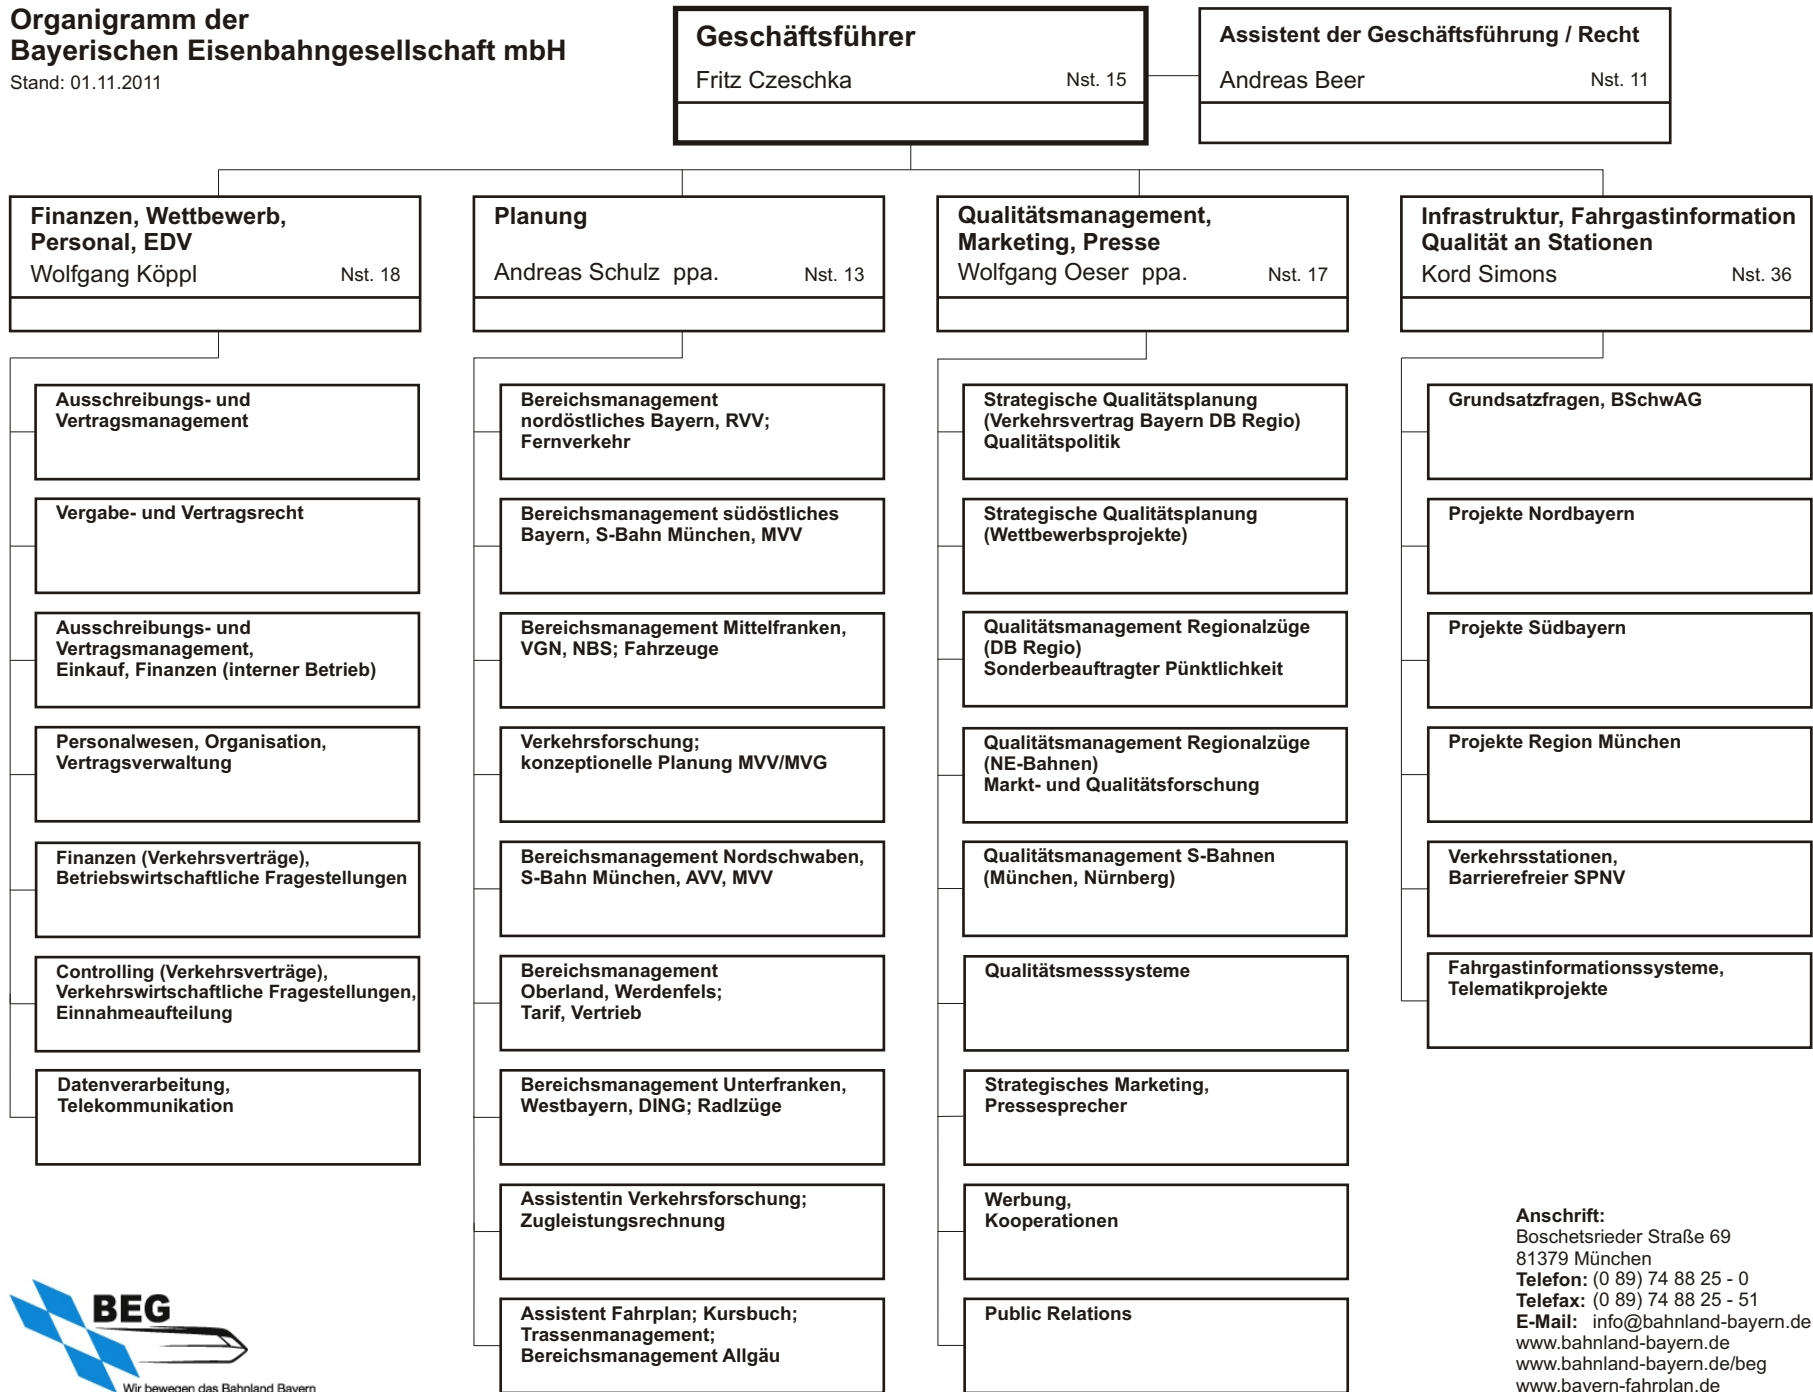 Organigramm der
Bayerischen Eisenbahngesellschaft mbH
Stand: 01.11.2011
Geschäftsführer
Fritz Czeschka Nst. 15
Assistent der Geschäftsführung / Recht
Andreas Beer Nst. 11
Finanzen, Wettbewerb,
Personal, EDV
Wolfgang Köppl Nst. 18
Planung
Andreas Schulz ppa. Nst. 13
Qualitätsmanagement,
Marketing, Presse
Wolfgang Oeser ppa. Nst. 17
Infrastruktur, Fahrgastinformation
Qualität an Stationen
Kord Simons Nst. 36
Ausschreibungs- und
Vertragsmanagement
Vergabe- und Vertragsrecht
Ausschreibungs- und
Vertragsmanagement,
Einkauf, Finanzen (interner Betrieb)
Personalwesen, Organisation,
Vertragsverwaltung
Finanzen (Verkehrsverträge),
Betriebswirtschaftliche Fragestellungen
Controlling (Verkehrsverträge),
Verkehrswirtschaftliche Fragestellungen,
Einnahmeaufteilung
Datenverarbeitung,
Telekommunikation
Bereichsmanagement
nordöstliches Bayern, RVV;
Fernverkehr
Bereichsmanagement südöstliches
Bayern, S-Bahn München, MVV
Bereichsmanagement Mittelfranken,
VGN, NBS; Fahrzeuge
Verkehrsforschung;
konzeptionelle Planung MVV/MVG
Bereichsmanagement Nordschwaben,
S-Bahn München, AVV, MVV
Bereichsmanagement
Oberland, Werdenfels;
Tarif, Vertrieb
Bereichsmanagement Unterfranken,
Westbayern, DING; Radlzüge
Assistentin Verkehrsforschung;
Zugleistungsrechnung
Assistent Fahrplan; Kursbuch;
Trassenmanagement;
Bereichsmanagement Allgäu
Strategische Qualitätsplanung
(Verkehrsvertrag Bayern DB Regio)
Qualitätspolitik
Strategische Qualitätsplanung
(Wettbewerbsprojekte)
Qualitätsmanagement Regionalzüge
(DB Regio)
Sonderbeauftragter Pünktlichkeit
Qualitätsmanagement Regionalzüge
(NE-Bahnen)
Markt- und Qualitätsforschung
Qualitätsmanagement S-Bahnen
(München, Nürnberg)
Qualitätsmesssysteme
Strategisches Marketing,
Pressesprecher
Werbung,
Kooperationen
Public Relations
Grundsatzfragen, BSchwAG
Projekte Nordbayern
Projekte Südbayern
Projekte Region München
Verkehrsstationen,
Barrierefreier SPNV
Fahrgastinformationssysteme,
Telematikprojekte
BEG
Wir bewegen das Bahnland Bayern
Anschrift:
Boschetsrieder Straße 69
81379 München
Telefon: (0 89) 74 88 25 - 0
Telefax: (0 89) 74 88 25 - 51
E-Mail: info@bahnland-bayern.de
www.bahnland-bayern.de
www.bahnland-bayern.de/beg
www.bayern-fahrplan.de